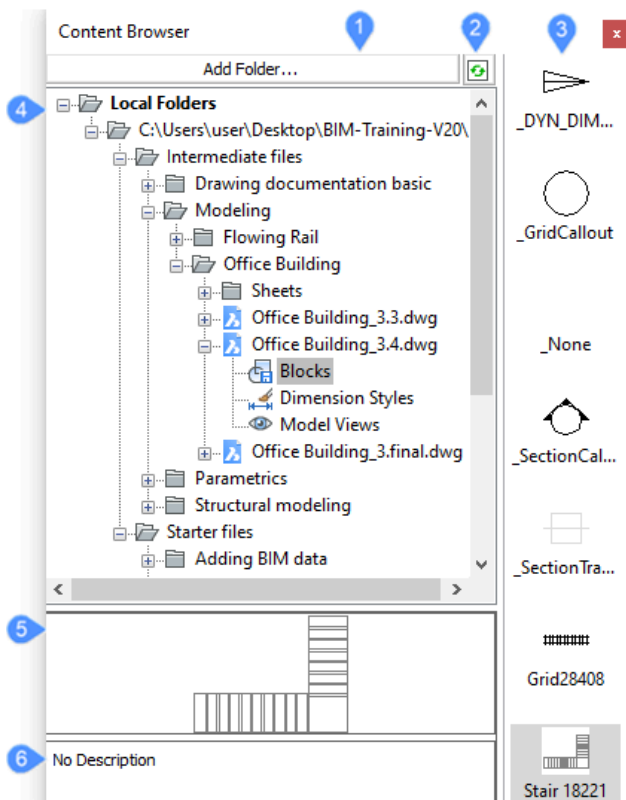 Content Browser
1
2
3
x
Add Folder...
4
Local Folders
C:\Users\user\Desktop\BIM-Training-V20\
Intermediate files
Drawing documentation basic
Modeling
Flowing Rail
Office Building
Sheets
Office Building_3.3.dwg
Office Building_3.4.dwg
Blocks
Dimension Styles
Model Views
Office Building_3.final.dwg
Parametrics
Structural modeling
Starter files
Adding BIM data
5
6
No Description
_DYN_DIM...
_GridCallout
_None
_SectionCal...
_SectionTra...
Grid28408
Stair 18221